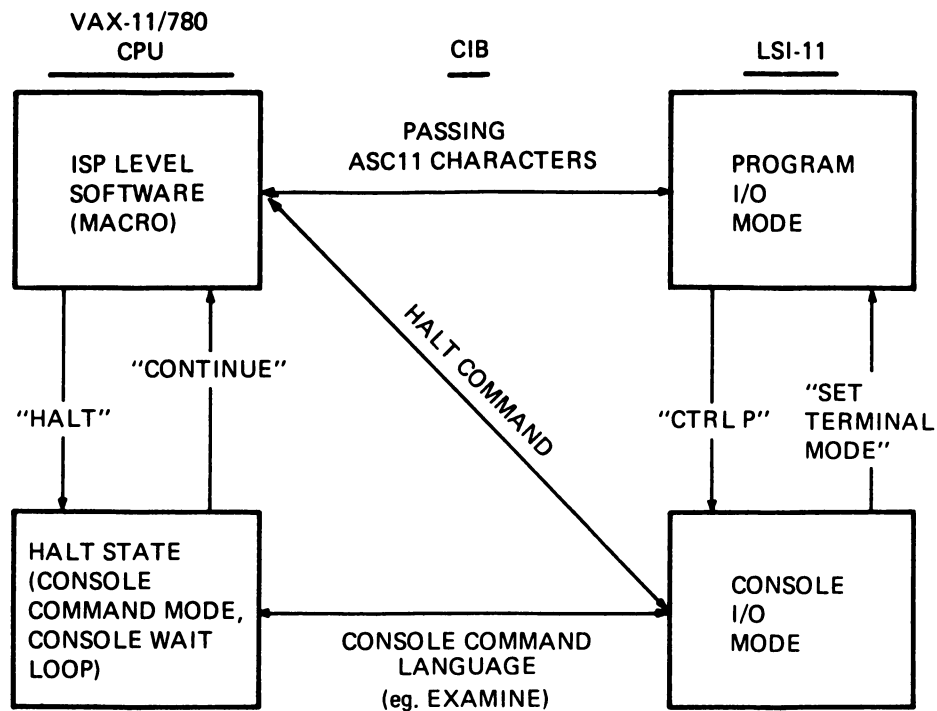 VAX-11/780
CPU
CIB
LSI-11
ISP LEVEL
SOFTWARE
(MACRO)
PASSING
ASC11 CHARACTERS
PROGRAM
I/O
MODE
HALT COMMAND
"HALT"
"CONTINUE"
"CTRL P"
"SET
TERMINAL
MODE"
HALT STATE
(CONSOLE
COMMAND MODE,
CONSOLE WAIT
LOOP)
CONSOLE COMMAND
LANGUAGE
(eg. EXAMINE)
CONSOLE
I/O
MODE